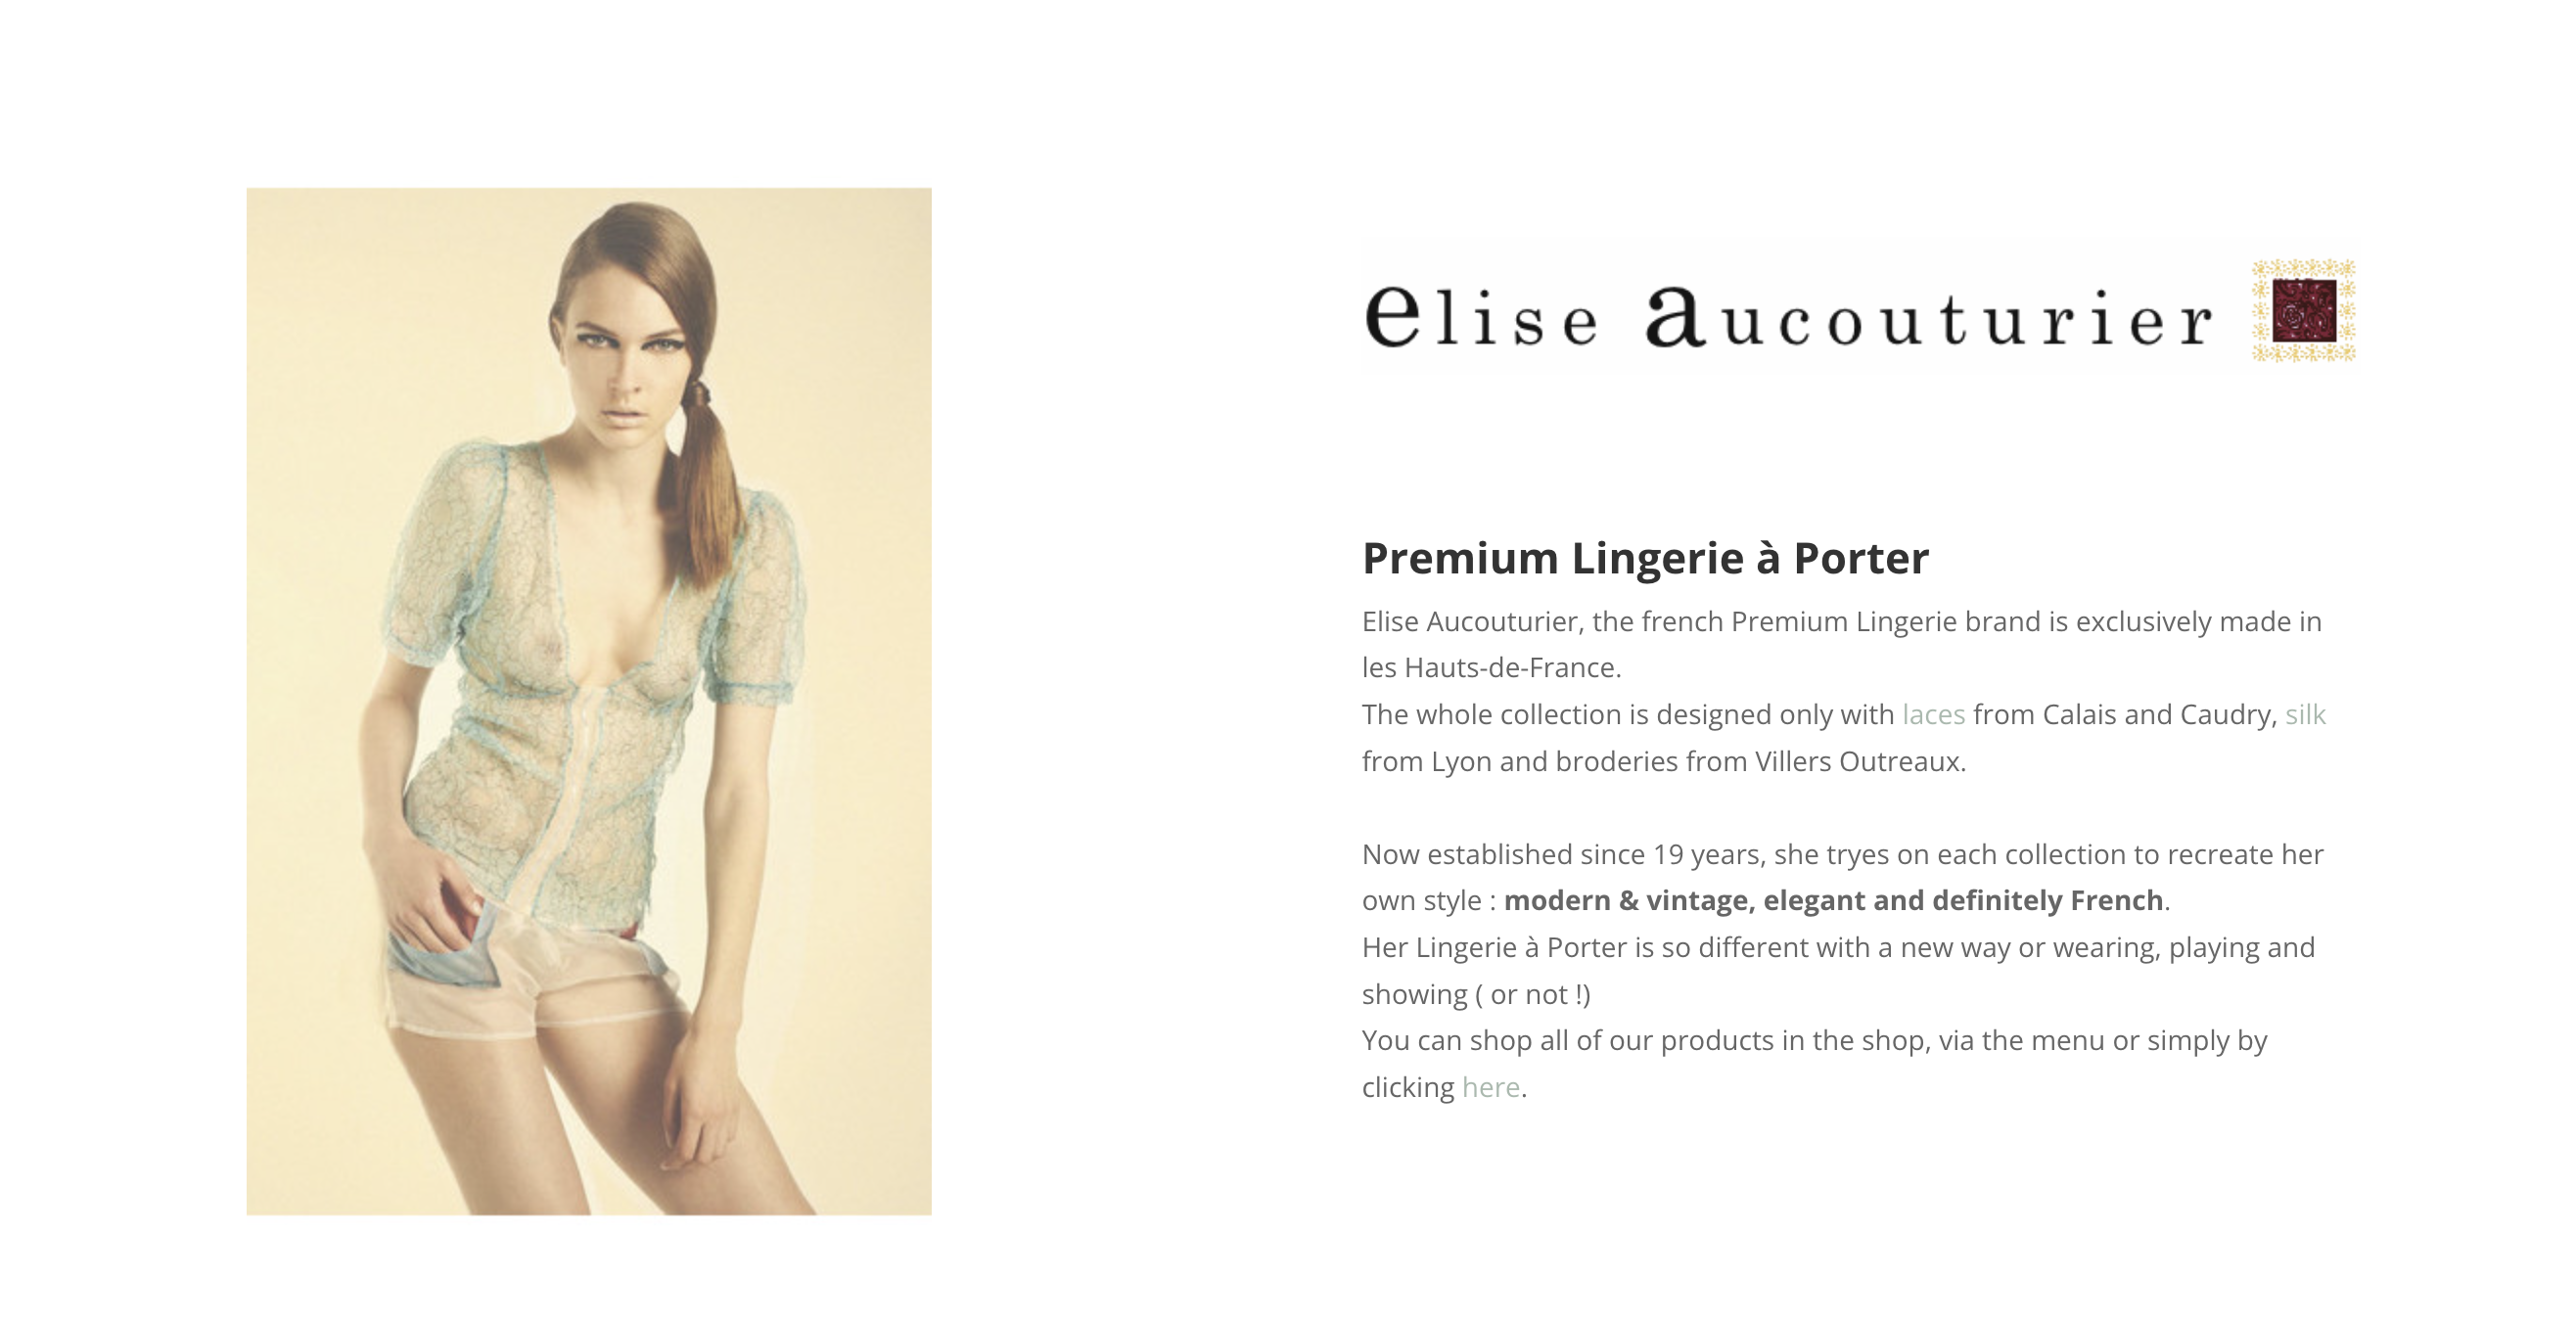 elise aucouturier
Premium Lingerie à Porter
Elise Aucouturier, the french Premium Lingerie brand is exclusively made in
les Hauts-de-France.
The whole collection is designed only with laces from Calais and Caudry, silk
from Lyon and broderies from Villers Outreaux.
Now established since 19 years, she tryes on each collection to recreate her
own style : modern & vintage, elegant and definitely French.
Her Lingerie à Porter is so different with a new way or wearing, playing and
showing ( or not !)
You can shop all of our products in the shop, via the menu or simply by
clicking here.